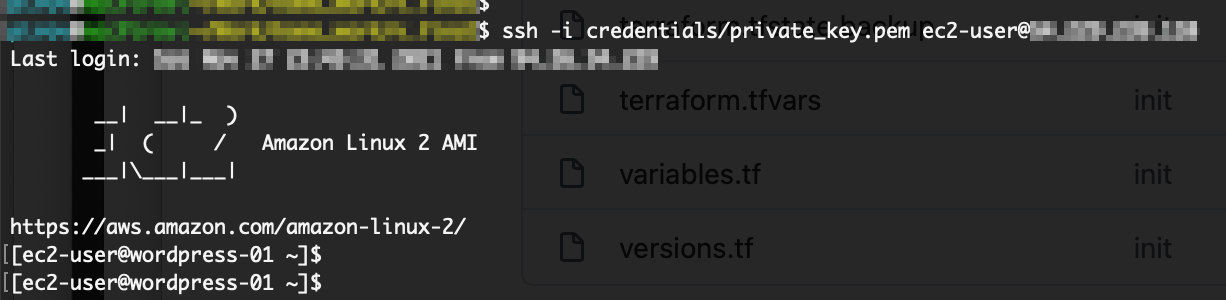 $
$ ssh -i credentials/private_key.pem ec2-user@
terraform.tfstate.backup init
Last login:
terraform.tfvars init
__| __|_ )
_| ( / Amazon Linux 2 AMI
___|\___|___|
variables.tf init
https://aws.amazon.com/amazon-linux-2/
[[ec2-user@wordpress-01 ~]$
versions.tf init
[[ec2-user@wordpress-01 ~]$